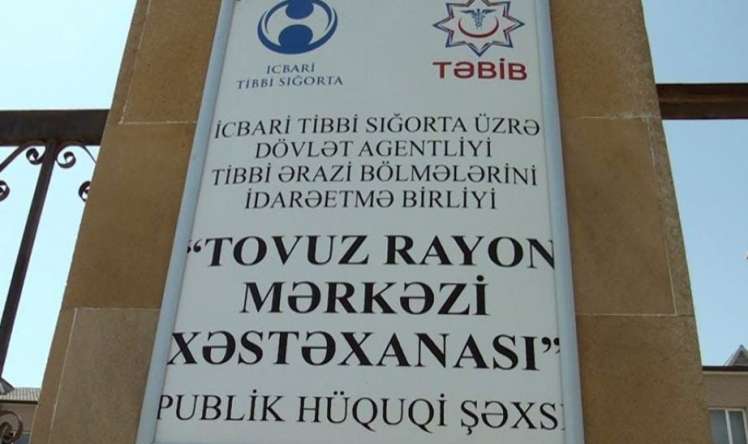 İCBARİ
TİBBİ SIĞORTA
TƏBİB
İCBARİ TİBBİ SIĞORTA ÜZRƏ
DÖVLƏT AGENTLİYİ
TİBBİ ƏRAZİ BÖLMƏLƏRİNİ
İDARƏETMƏ BİRLİYİ
“TOVUZ RAYON
MƏRKƏZİ
XƏSTƏXANASI”
PUBLİK HÜQUQİ ŞƏXS